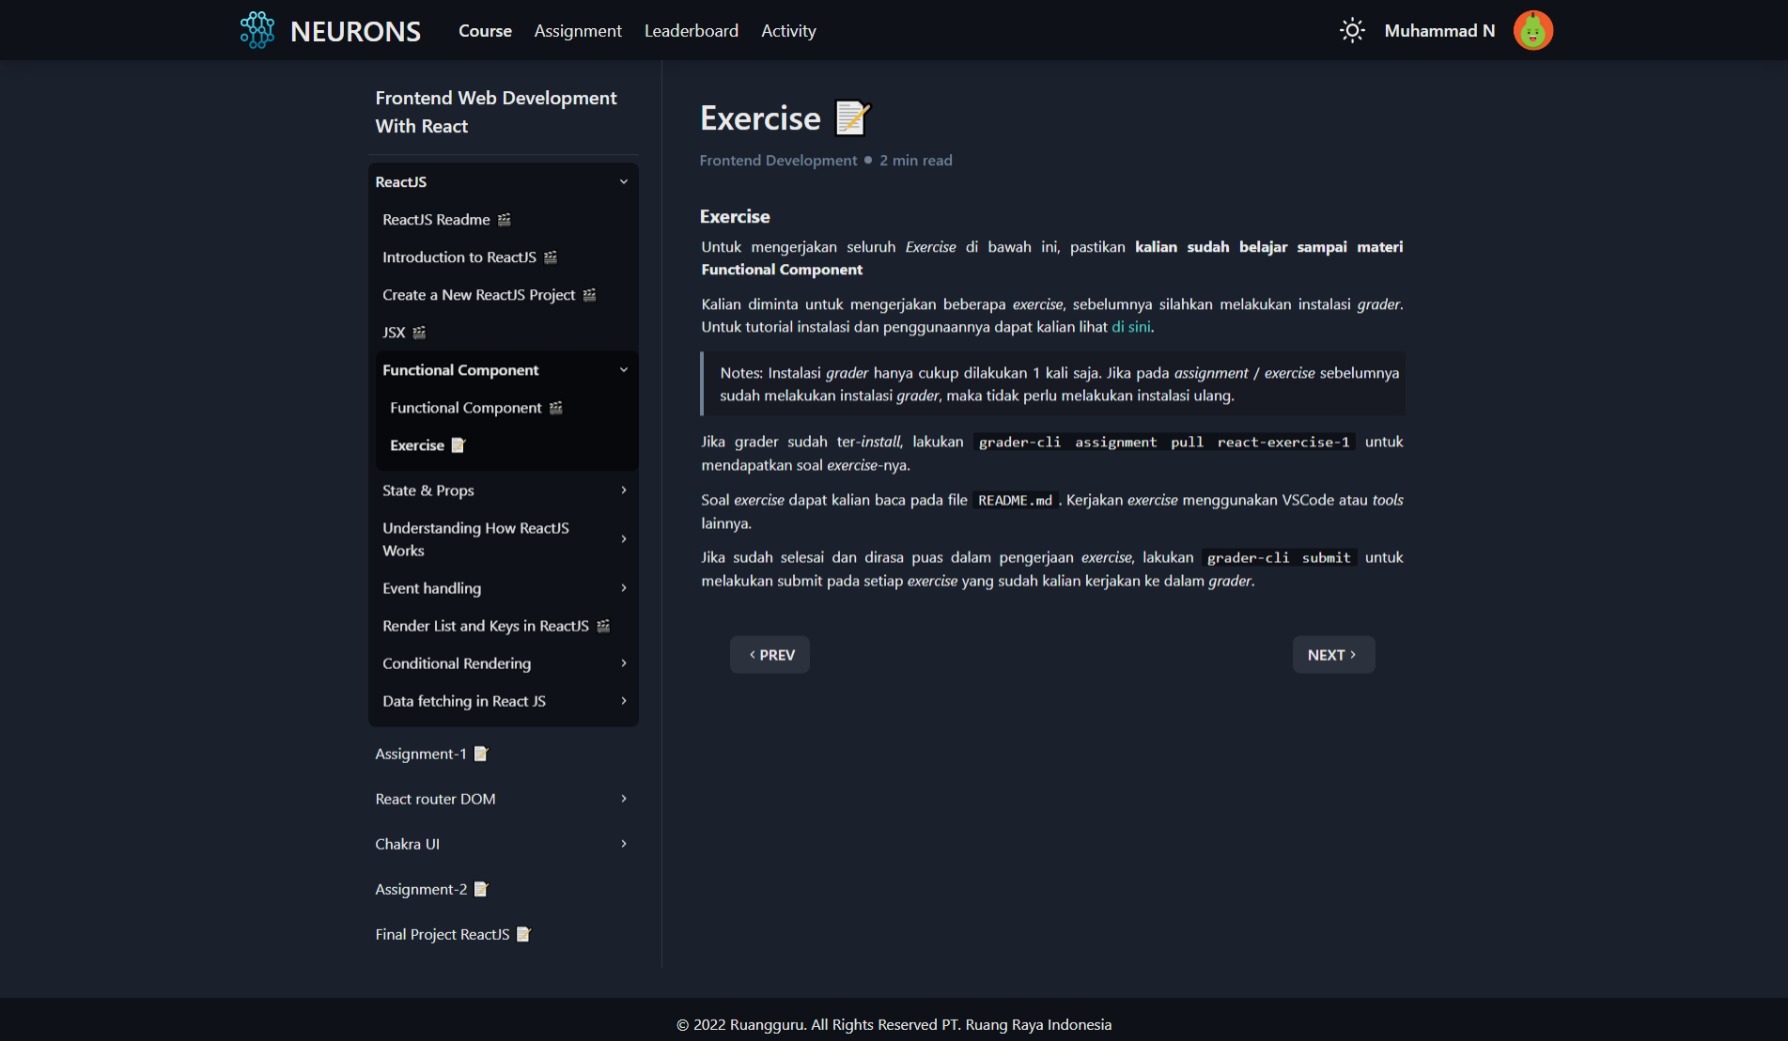 NEURONS
Course
Assignment
Leaderboard
Activity
Muhammad N
Frontend Web Development
With React
ReactJS
ReactJS Readme
Introduction to ReactJS
Create a New ReactJS Project
JSX
Functional Component
Functional Component
Exercise
State & Props
Understanding How ReactJS
Works
Event handling
Render List and Keys in ReactJS
Conditional Rendering
Data fetching in React JS
Assignment-1
React router DOM
Chakra UI
Assignment-2
Final Project ReactJS
Exercise
Frontend Development ● 2 min read
Exercise
Untuk mengerjakan seluruh Exercise di bawah ini, pastikan kalian sudah belajar sampai materi
Functional Component
Kalian diminta untuk mengerjakan beberapa exercise, sebelumnya silahkan melakukan instalasi grader.
Untuk tutorial instalasi dan penggunaannya dapat kalian lihat di sini.
Notes: Instalasi grader hanya cukup dilakukan 1 kali saja. Jika pada assignment / exercise sebelumnya
sudah melakukan instalasi grader, maka tidak perlu melakukan instalasi ulang.
Jika grader sudah ter-install, lakukan grader-cli assignment pull react-exercise-1 untuk
mendapatkan soal exercise-nya.
Soal exercise dapat kalian baca pada file README.md. Kerjakan exercise menggunakan VSCode atau tools
lainnya.
Jika sudah selesai dan dirasa puas dalam pengerjaan exercise, lakukan grader-cli submit untuk
melakukan submit pada setiap exercise yang sudah kalian kerjakan ke dalam grader.
PREV
NEXT
© 2022 Ruangguru. All Rights Reserved PT. Ruang Raya Indonesia